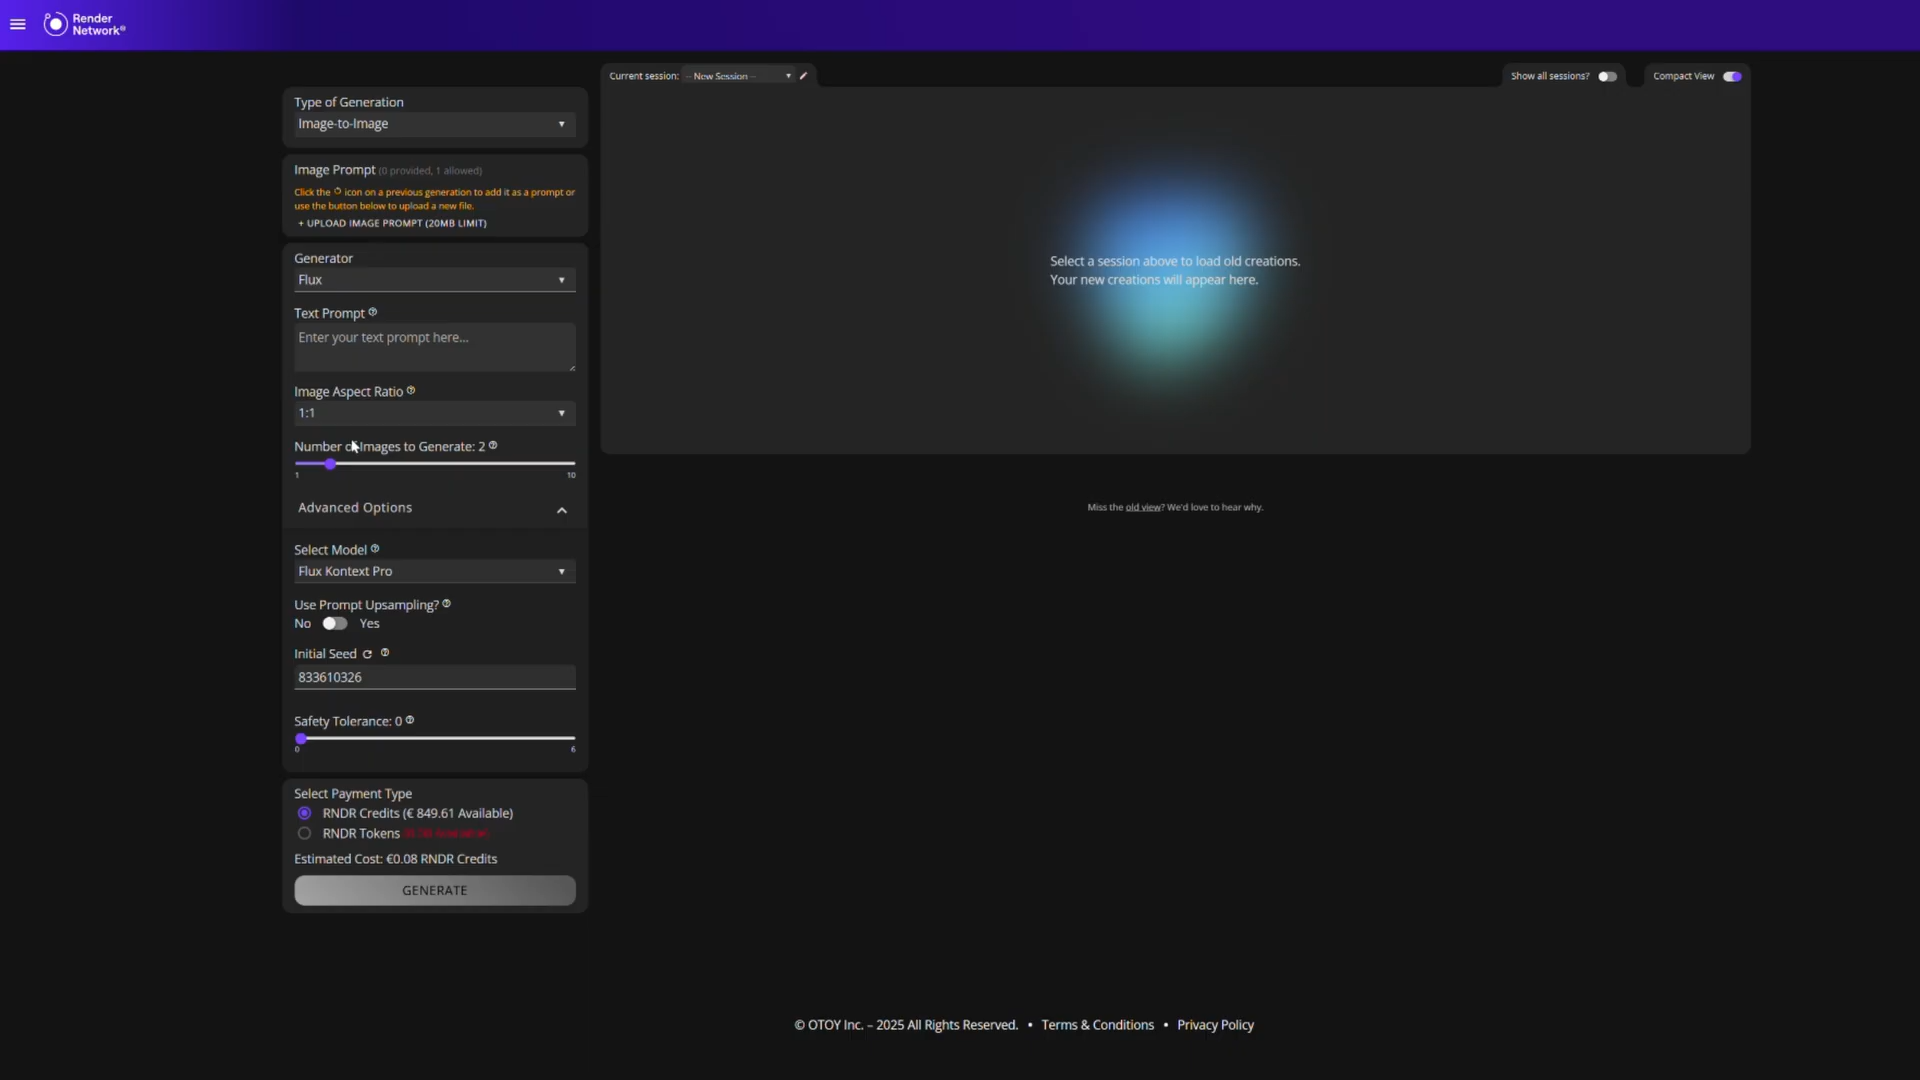 Render
Network®
Current session: -- New Session --
Show all sessions?
Compact View
Type of Generation
Image-to-Image
Image Prompt (0 provided, 1 allowed)
Click the icon on a previous generation to add it as a prompt or
use the button below to upload a new file.
+ UPLOAD IMAGE PROMPT (20MB LIMIT)
Generator
Flux
Text Prompt
Enter your text prompt here...
Image Aspect Ratio
1:1
Number of Images to Generate: 2
1 10
Advanced Options
Select Model
Flux Kontext Pro
Use Prompt Upsampling?
No Yes
Initial Seed
833610326
Safety Tolerance: 0
0 6
Select Payment Type
RNDR Credits (€ 849.61 Available)
RNDR Tokens
Estimated Cost: €0.08 RNDR Credits
GENERATE
Select a session above to load old creations.
Your new creations will appear here.
Miss the old view? We'd love to hear why.
© OTOY Inc. – 2025 All Rights Reserved. • Terms & Conditions • Privacy Policy